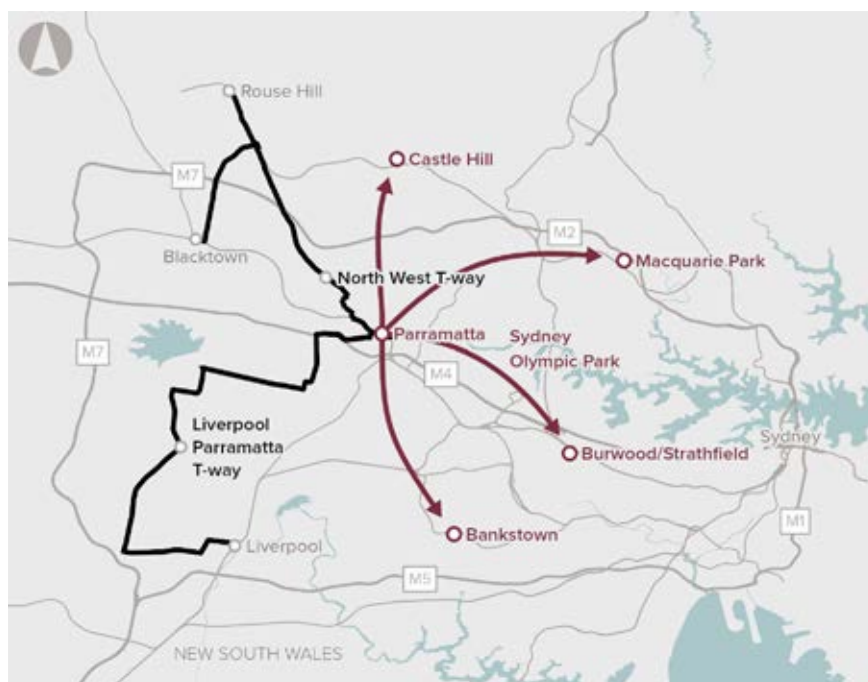 Rouse Hill
Castle Hill
M7
M2
Blacktown
Macquarie Park
North West T-way
Parramatta
Sydney
Olympic Park
M7
M4
Liverpool
Parramatta
T-way
Sydney
Burwood/Strathfield
M1
Bankstown
Liverpool
M5
NEW SOUTH WALES